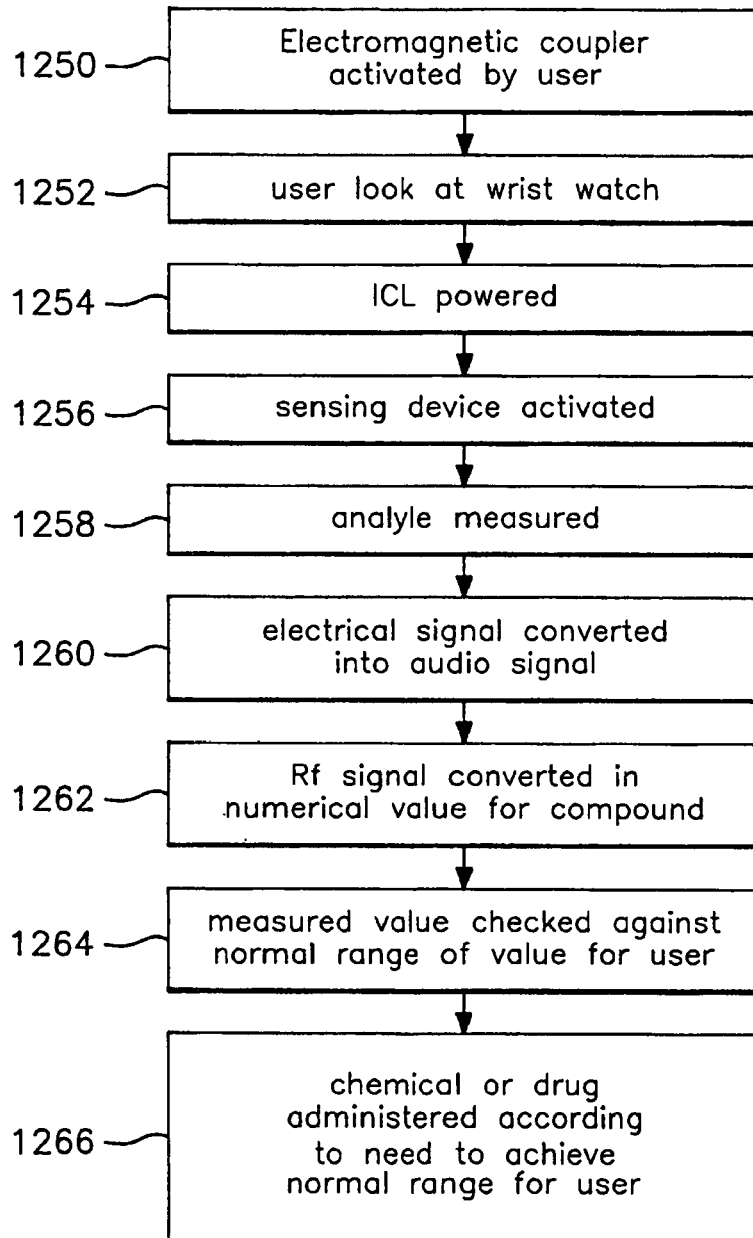 1250
Electromagnetic coupler
activated by user
1252
user look at wrist watch
1254
ICL powered
1256
sensing device activated
1258
analyle measured
1260
electrical signal converted
into audio signal
1262
Rf signal converted in
numerical value for compound
1264
measured value checked against
normal range of value for user
1266
chemical or drug
administered according
to need to achieve
normal range for user